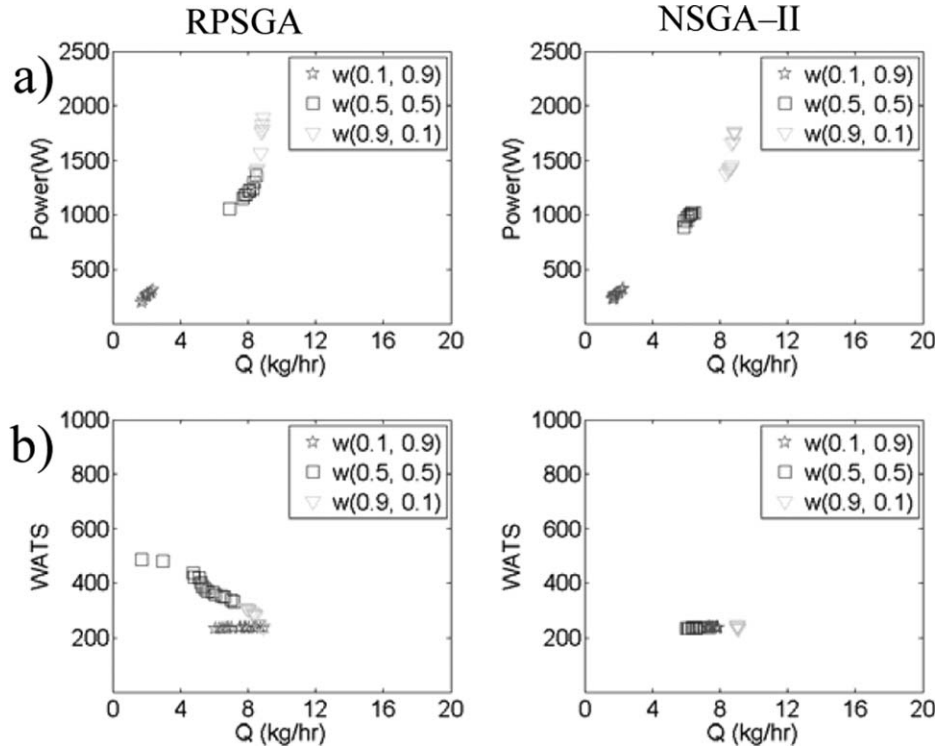 RPSGA
NSGA–II
a)
2500
2000
1500
1000
500
0
4
8
12
16
20
Power(W)
Q (kg/hr)
w(0.1, 0.9)
w(0.5, 0.5)
w(0.9, 0.1)
2500
2000
1500
1000
500
0
4
8
12
16
20
Power(W)
Q (kg/hr)
w(0.1, 0.9)
w(0.5, 0.5)
w(0.9, 0.1)
b)
1000
800
600
400
200
0
4
8
12
16
20
WATS
Q (kg/hr)
w(0.1, 0.9)
w(0.5, 0.5)
w(0.9, 0.1)
1000
800
600
400
200
0
4
8
12
16
20
WATS
Q (kg/hr)
w(0.1, 0.9)
w(0.5, 0.5)
w(0.9, 0.1)